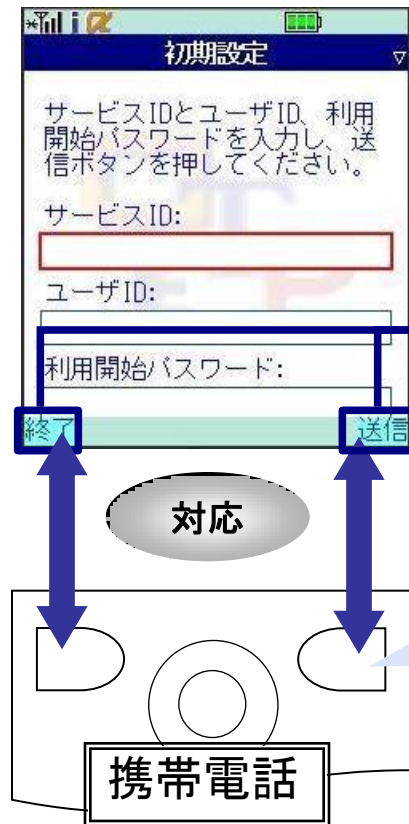 初期設定
サービスIDとユーザID、利用
開始パスワードを入力し、送
信ボタンを押してください。
サービスID:
ユーザID:
利用開始パスワード:
終了 送信
対応
携帯電話